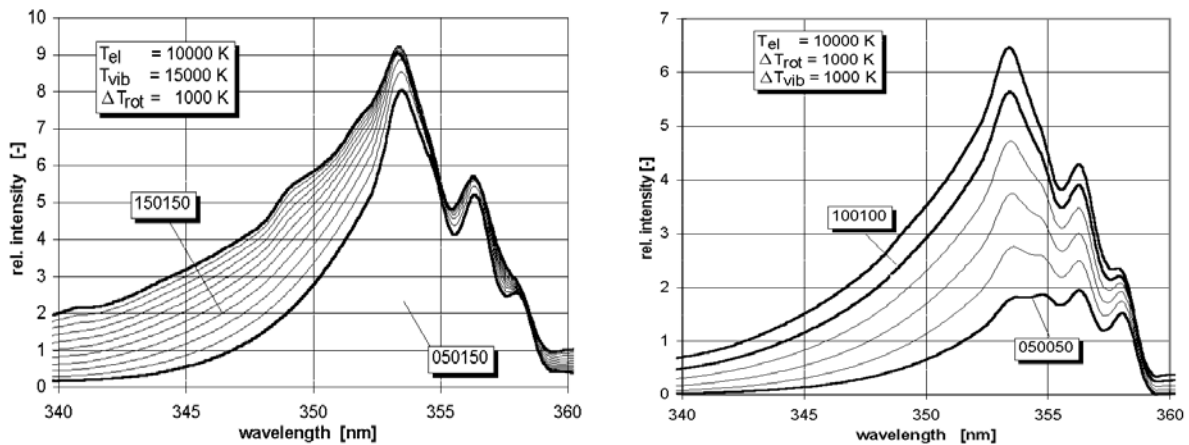 10
9
8
7
6
5
4
3
2
1
0
rel. intensity [-]
T_el = 10000 K
T_vib = 15000 K
ΔT_rot = 1000 K
150150
050150
340 345 350 355 360
wavelength [nm]
7
6
5
4
3
2
1
0
rel. intensity [-]
T_el = 10000 K
ΔT_rot = 1000 K
ΔT_vib = 1000 K
100100
050050
340 345 350 355 360
wavelength [nm]